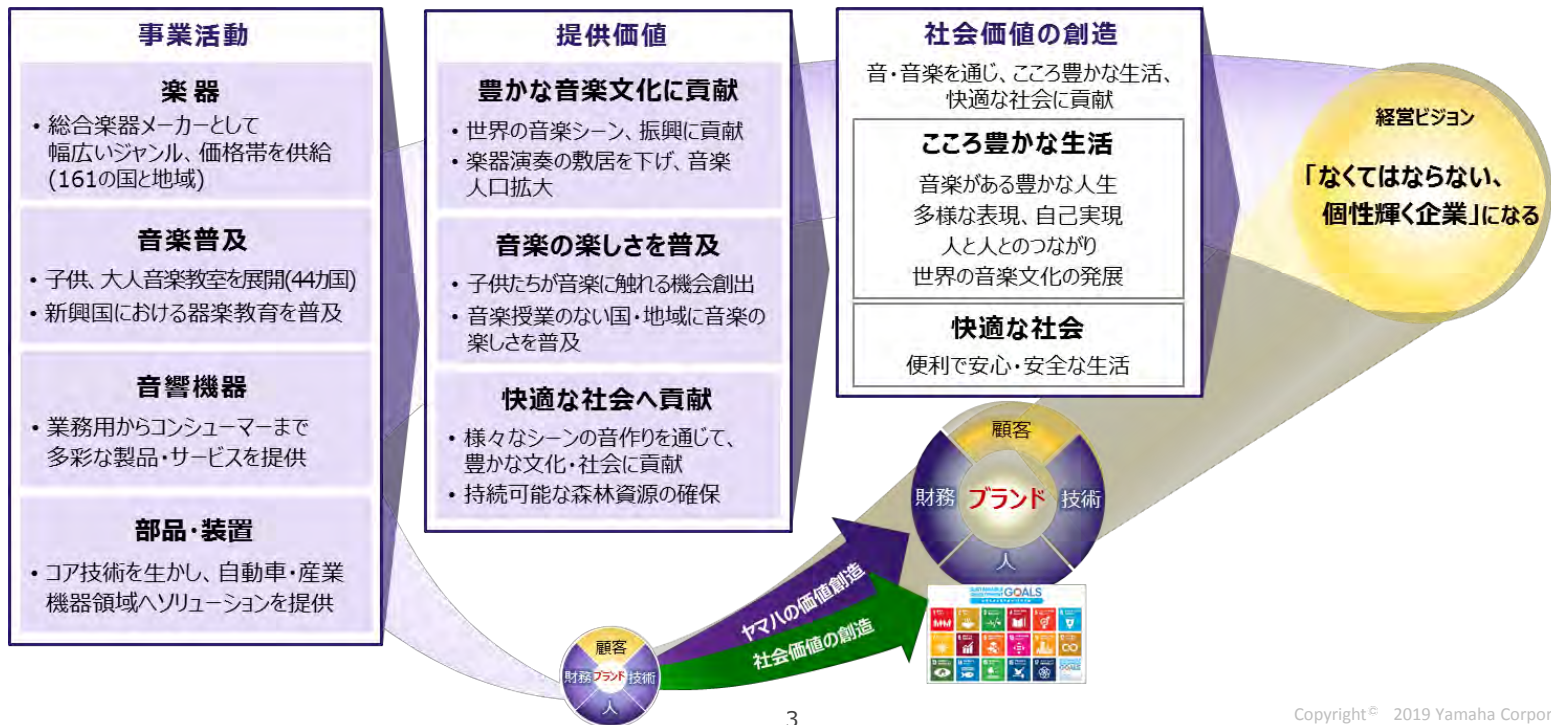 事業活動
楽器
・総合楽器メーカーとして
幅広いジャンル、価格帯を供給
(161の国と地域)
音楽普及
・子供、大人音楽教室を展開(44カ国)
・新興国における器楽教育を普及
音響機器
・業務用からコンシューマーまで
多彩な製品・サービスを提供
部品・装置
・コア技術を生かし、自動車・産業
機器領域へソリューションを提供
提供価値
豊かな音楽文化に貢献
・世界の音楽シーン、振興に貢献
・楽器演奏の敷居を下げ、音楽
人口拡大
音楽の楽しさを普及
・子供たちが音楽に触れる機会創出
・音楽授業のない国・地域に音楽の
楽しさを普及
快適な社会へ貢献
・様々なシーンの音作りを通じて、
豊かな文化・社会に貢献
・持続可能な森林資源の確保
社会価値の創造
音・音楽を通じ、こころ豊かな生活、
快適な社会に貢献
こころ豊かな生活
音楽がある豊かな人生
多様な表現、自己実現
人と人とのつながり
世界の音楽文化の発展
快適な社会
便利で安心・安全な生活
経営ビジョン
「なくてはならない、
個性輝く企業」になる
顧客
財務 ブランド 技術
人
ヤマハの価値創造
社会価値の創造
GOALS
顧客
財務 ブランド 技術
人
3
Copyright© 2019 Yamaha Corpor